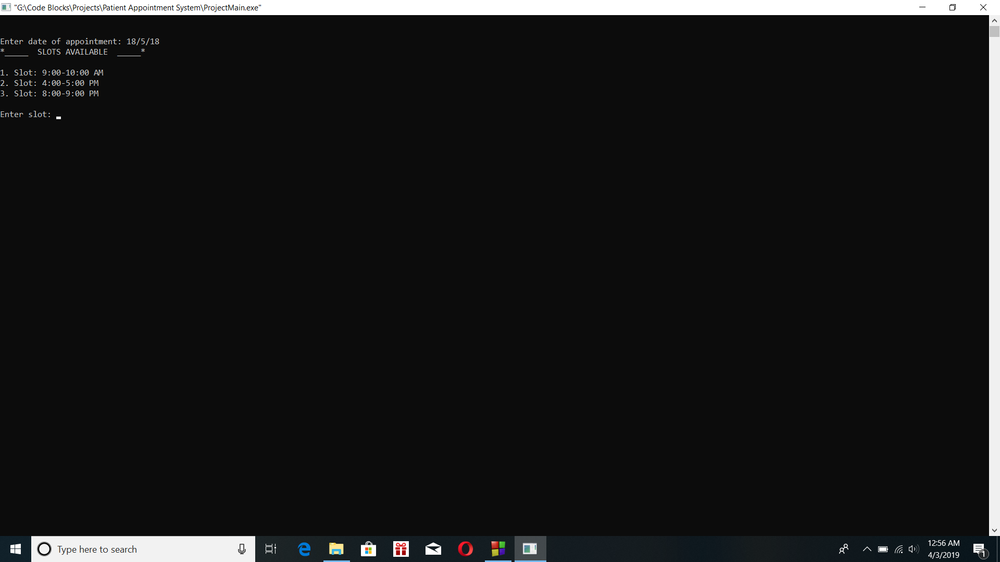 "G:\Code Blocks\Projects\Patient Appointment System\ProjectMain.exe"
Enter date of appointment: 18/5/18
*_____  SLOTS AVAILABLE  _____*
1. Slot: 9:00-10:00 AM
2. Slot: 4:00-5:00 PM
3. Slot: 8:00-9:00 PM
Enter slot:
Type here to search
12:56 AM
4/3/2019
1